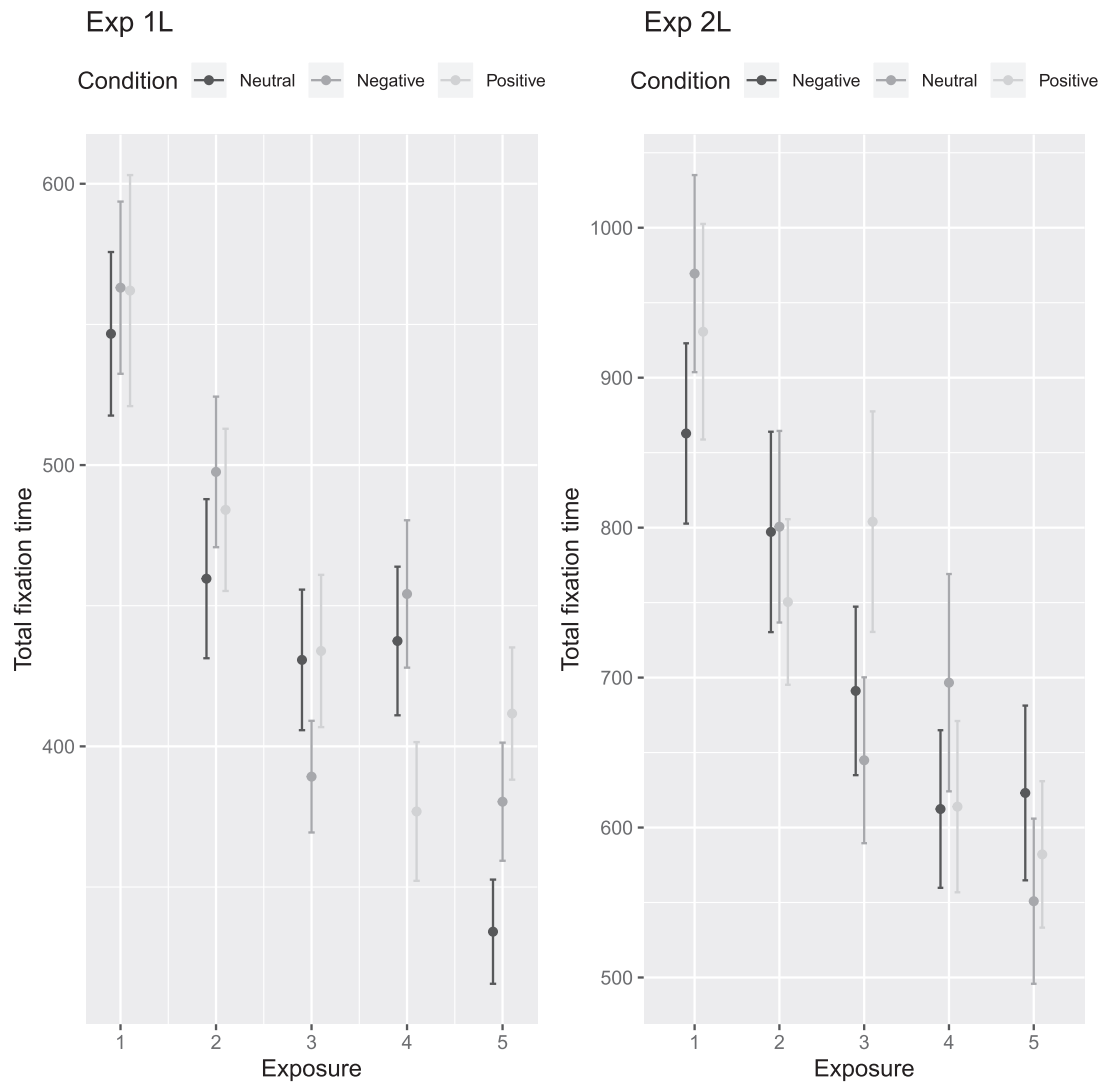 Exp 1L
Condition Neutral Negative Positive
600
500
400
Total fixation time
1 2 3 4 5
Exposure
Exp 2L
Condition Negative Neutral Positive
1000
900
800
700
600
500
Total fixation time
1 2 3 4 5
Exposure